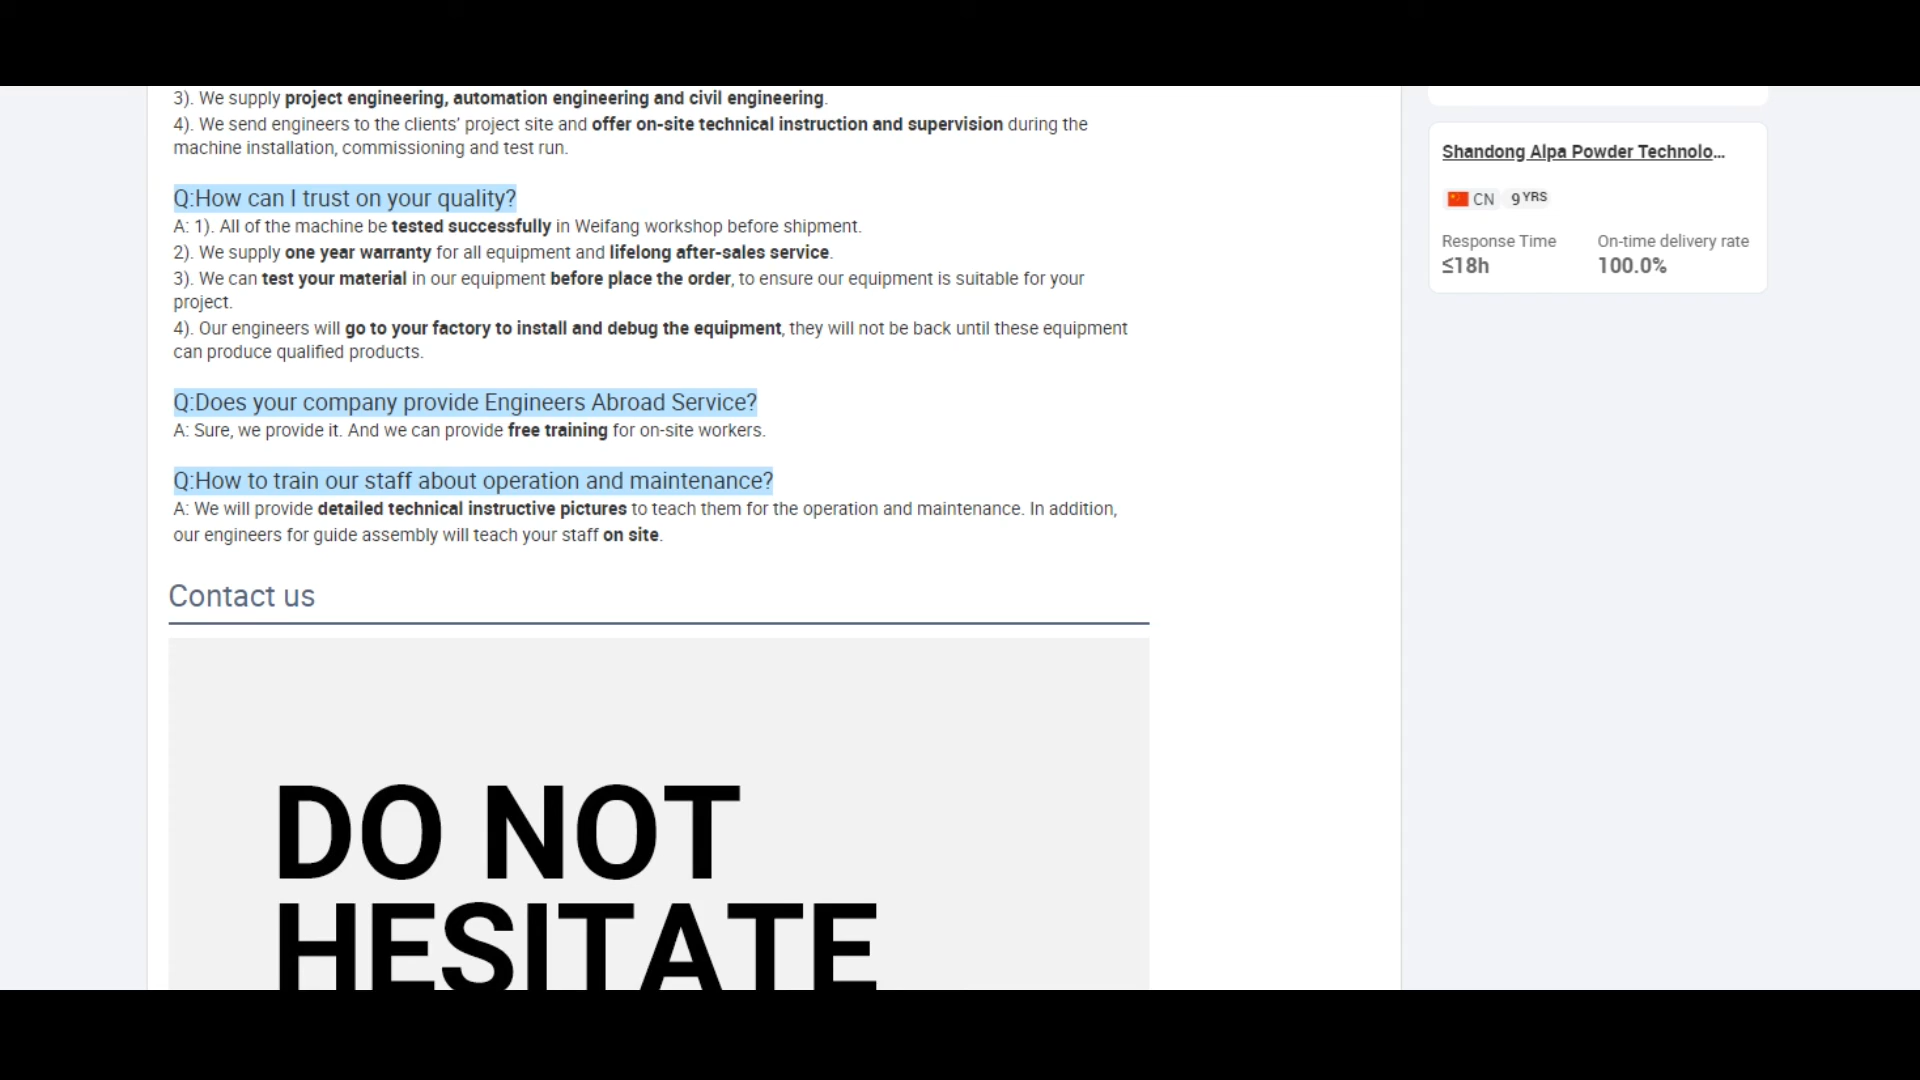 3). We supply project engineering, automation engineering and civil engineering.
4). We send engineers to the clients’ project site and offer on-site technical instruction and supervision during the
machine installation, commissioning and test run.
Q:How can I trust on your quality?
A: 1). All of the machine be tested successfully in Weifang workshop before shipment.
2). We supply one year warranty for all equipment and lifelong after-sales service.
3). We can test your material in our equipment before place the order, to ensure our equipment is suitable for your
project.
4). Our engineers will go to your factory to install and debug the equipment, they will not be back until these equipment
can produce qualified products.
Q:Does your company provide Engineers Abroad Service?
A: Sure, we provide it. And we can provide free training for on-site workers.
Q:How to train our staff about operation and maintenance?
A: We will provide detailed technical instructive pictures to teach them for the operation and maintenance. In addition,
our engineers for guide assembly will teach your staff on site.
Contact us
DO NOT
HESITATE
Shandong Alpa Powder Technolo...
CN 9 YRS
Response Time On-time delivery rate
≤18h 100.0%